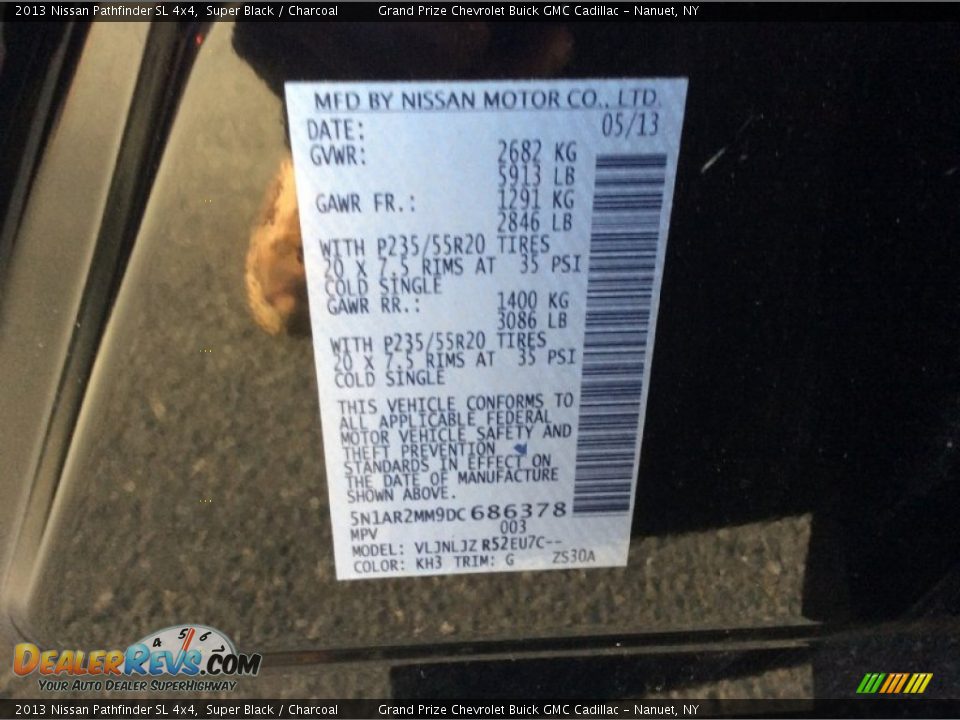 2013 Nissan Pathfinder SL 4x4, Super Black / Charcoal Grand Prize Chevrolet Buick GMC Cadillac - Nanuet, NY
MFD BY NISSAN MOTOR CO., LTD.
DATE: 05/13
GVWR: 2682 KG
5913 LB
GAWR FR.: 1291 KG
2846 LB
WITH P235/55R20 TIRES
20 X 7.5 RIMS AT 35 PSI
COLD SINGLE
GAWR RR.: 1400 KG
3086 LB
WITH P235/55R20 TIRES
20 X 7.5 RIMS AT 35 PSI
COLD SINGLE
THIS VEHICLE CONFORMS TO
ALL APPLICABLE FEDERAL
MOTOR VEHICLE SAFETY AND
THEFT PREVENTION
STANDARDS IN EFFECT ON
THE DATE OF MANUFACTURE
SHOWN ABOVE.
5N1AR2MM9DC686378
MPV 003
MODEL: VLJNLJZ R52EU7C--
COLOR: KH3 TRIM: G ZS30A
4 5 6 7
DEALERREVS.COM
YOUR AUTO DEALER SUPERHIGHWAY
2013 Nissan Pathfinder SL 4x4, Super Black / Charcoal Grand Prize Chevrolet Buick GMC Cadillac - Nanuet, NY